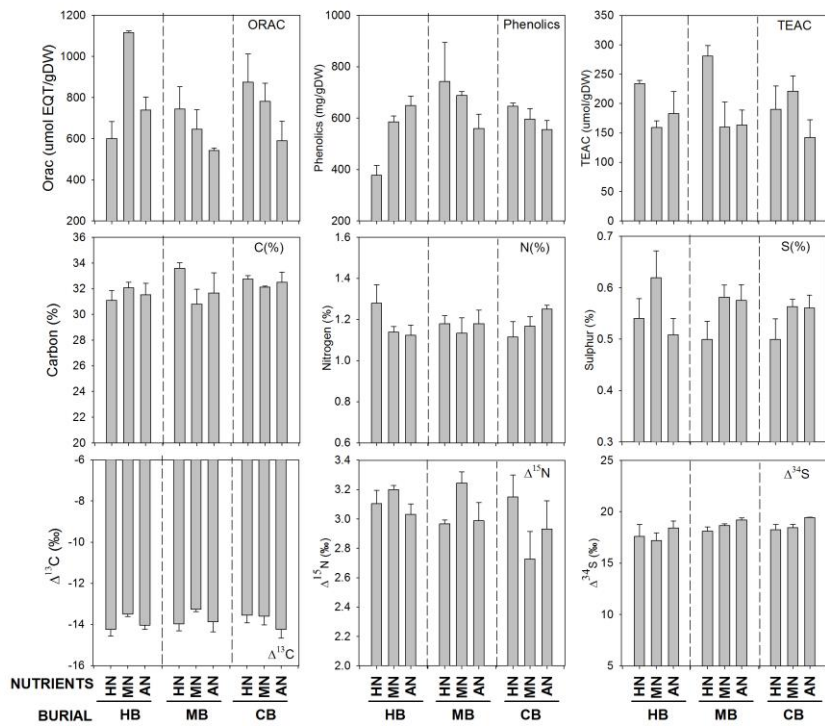 ORAC
Orac (umol EQT/gDW)
1200
1000
800
600
400
200
Phenolics
Phenolics (mg/gDW)
1000
800
600
400
200
TEAC
TEAC (umol/gDW)
350
300
250
200
150
100
50
0
C(%)
Carbon (%)
36
34
32
30
28
26
24
22
20
N(%)
Nitrogen (%)
1.6
1.4
1.2
1.0
0.8
0.6
S(%)
Sulphur (%)
0.7
0.6
0.5
0.4
0.3
Δ¹³C (‰)
-6
-8
-10
-12
-14
-16
Δ¹³C
Δ¹⁵N
Δ¹⁵N (‰)
3.4
3.2
3.0
2.8
2.6
2.4
2.2
2.0
Δ³⁴S
Δ³⁴S (‰)
25
20
15
10
5
NUTRIENTS HN MN AN HN MN AN HN MN AN HN MN AN HN MN AN HN MN AN HN MN AN HN MN AN HN MN AN
BURIAL HB MB CB HB MB CB HB MB CB